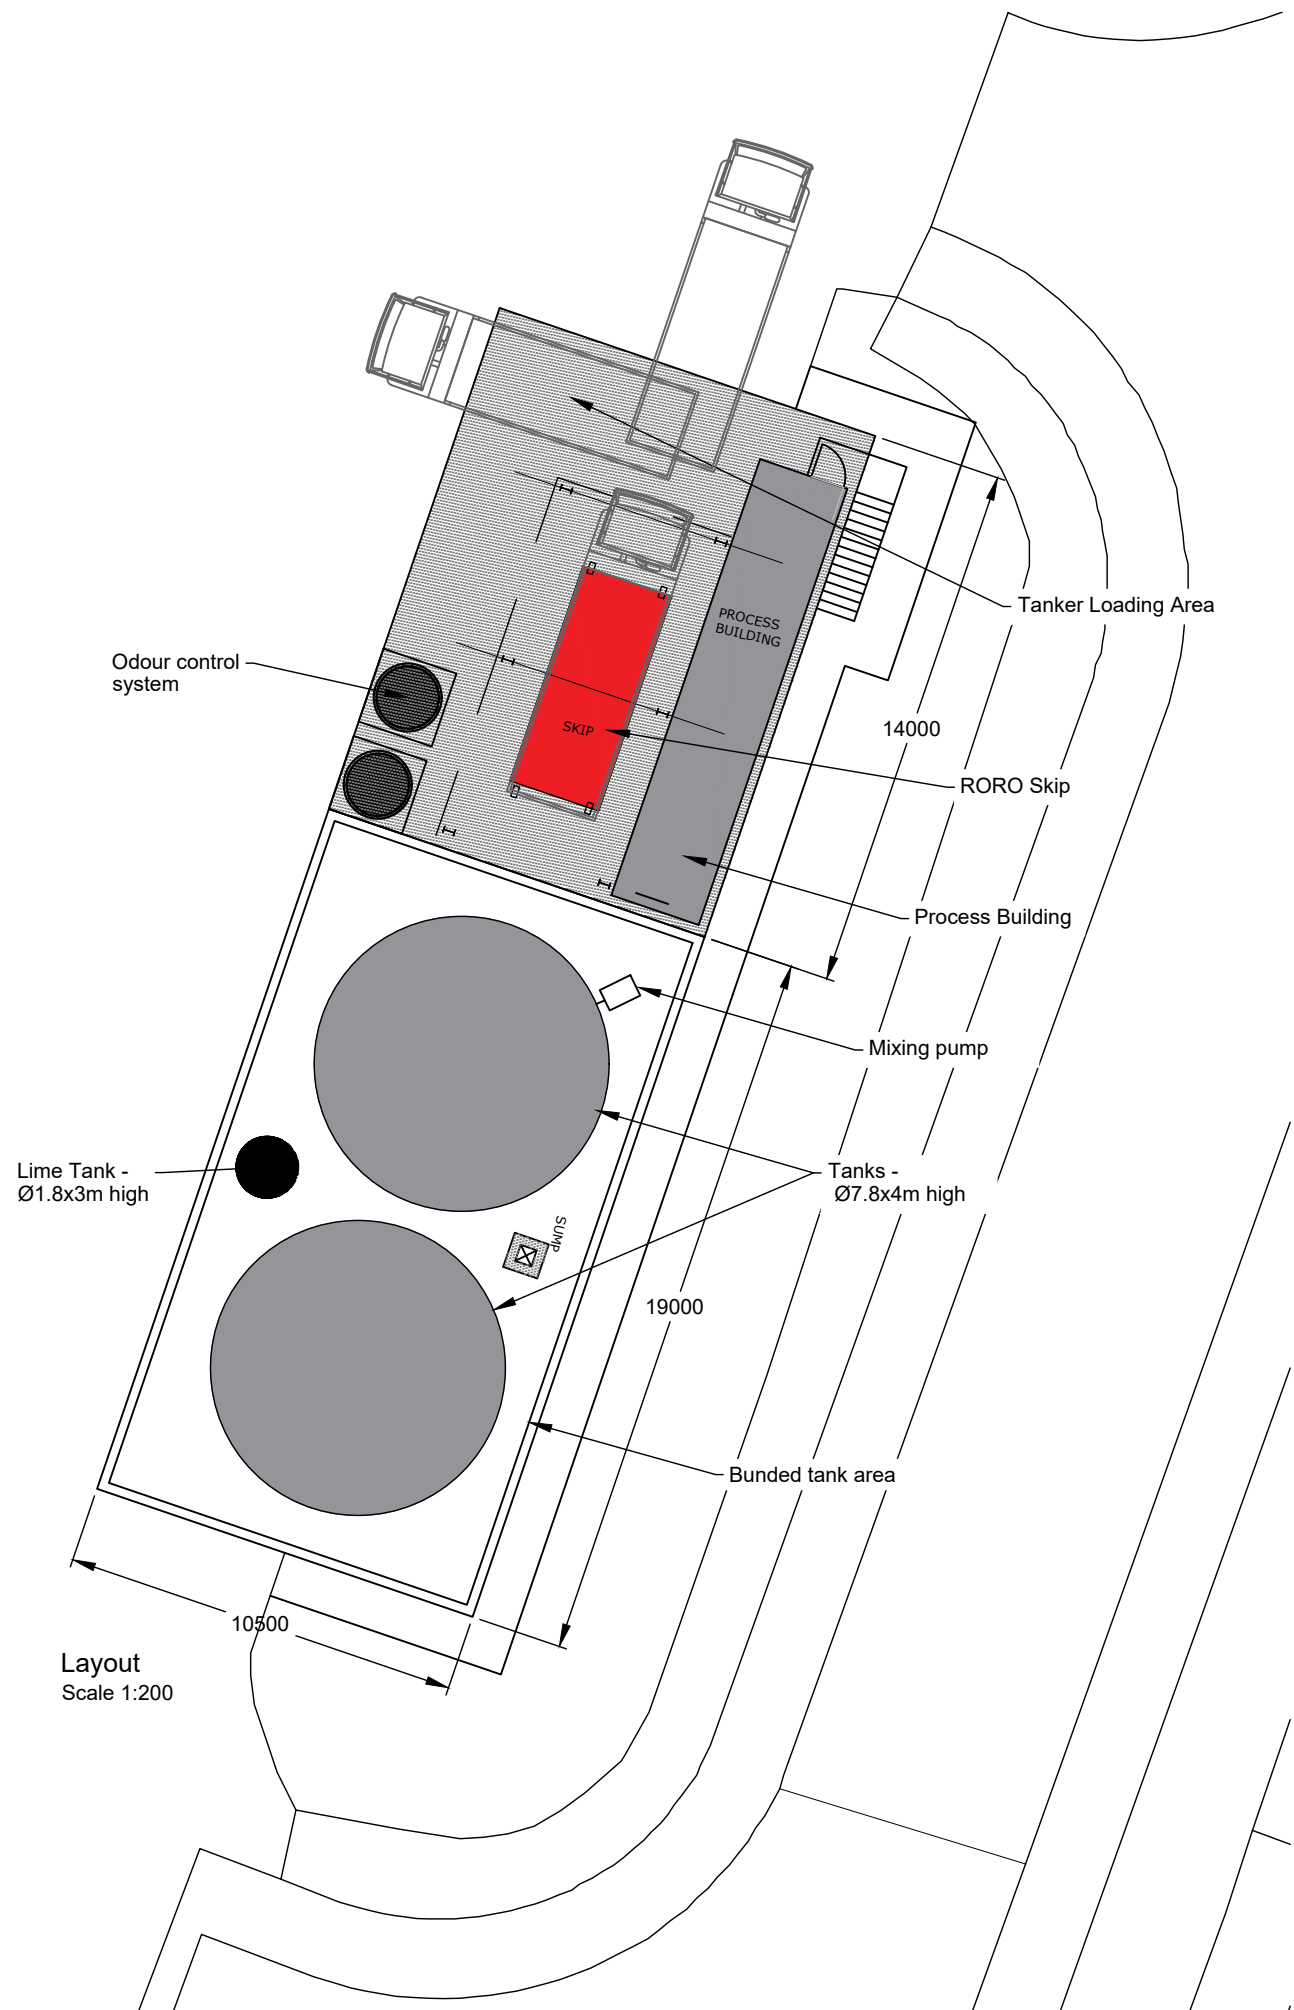 Tanker Loading Area
PROCESS
BUILDING
Odour control
system
SKIP
14000
RORO Skip
Process Building
Mixing pump
Lime Tank -
Ø1.8x3m high
Tanks -
Ø7.8x4m high
SUMP
19000
Bunded tank area
10500
Layout
Scale 1:200